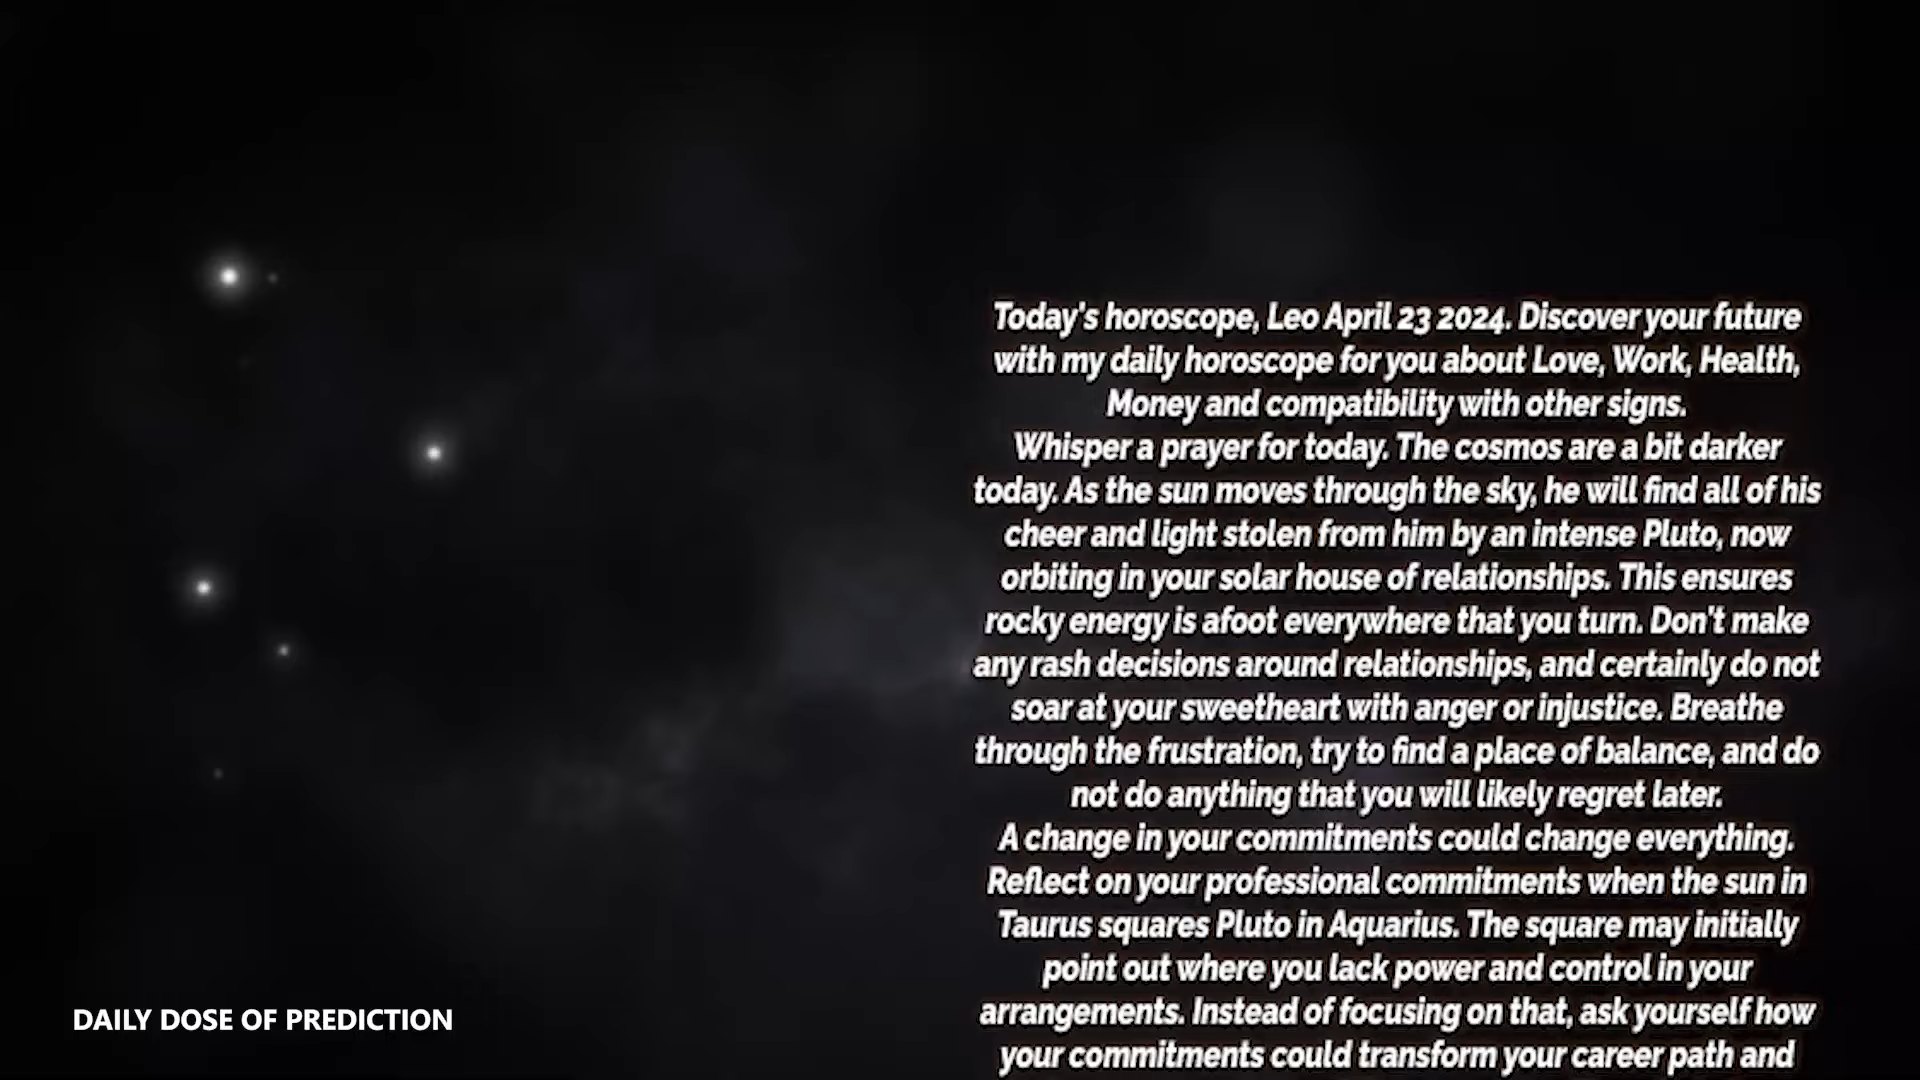 Today's horoscope, Leo April 23 2024. Discover your future
with my daily horoscope for you about Love, Work, Health,
Money and compatibility with other signs.
Whisper a prayer for today. The cosmos are a bit darker
today. As the sun moves through the sky, he will find all of his
cheer and light stolen from him by an intense Pluto, now
orbiting in your solar house of relationships. This ensures
rocky energy is afoot everywhere that you turn. Don't make
any rash decisions around relationships, and certainly do not
soar at your sweetheart with anger or injustice. Breathe
through the frustration, try to find a place of balance, and do
not do anything that you will likely regret later.
A change in your commitments could change everything.
Reflect on your professional commitments when the sun in
Taurus squares Pluto in Aquarius. The square may initially
point out where you lack power and control in your
arrangements. Instead of focusing on that, ask yourself how
your commitments could transform your career path and
DAILY DOSE OF PREDICTION